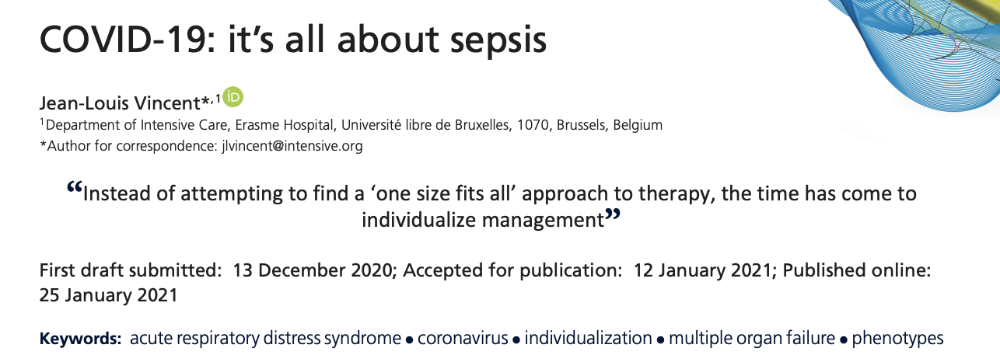 COVID-19: it’s all about sepsis
Jean-Louis Vincent*,1 iD
1Department of Intensive Care, Erasme Hospital, Université libre de Bruxelles, 1070, Brussels, Belgium
*Author for correspondence: jlvincent@intensive.org
“Instead of attempting to find a ‘one size fits all’ approach to therapy, the time has come to
individualize management”
First draft submitted: 13 December 2020; Accepted for publication: 12 January 2021; Published online:
25 January 2021
Keywords: acute respiratory distress syndrome • coronavirus • individualization • multiple organ failure • phenotypes